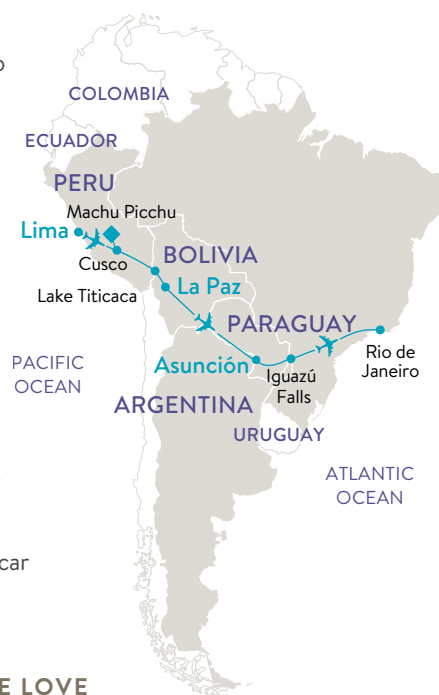 o
COLOMBIA
ECUADOR
PERU
Machu Picchu
Lima
Cusco
BOLIVIA
Lake Titicaca
La Paz
PARAGUAY
PACIFIC
OCEAN
Asunción
Iguazú
Falls
Rio de
Janeiro
ARGENTINA
URUGUAY
ATLANTIC
OCEAN
car
E LOVE